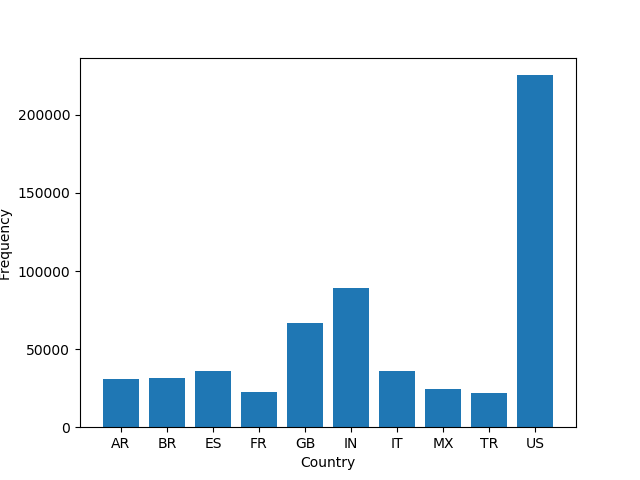 200000
150000
100000
50000
0
Frequency
AR BR ES FR GB IN IT MX TR US
Country